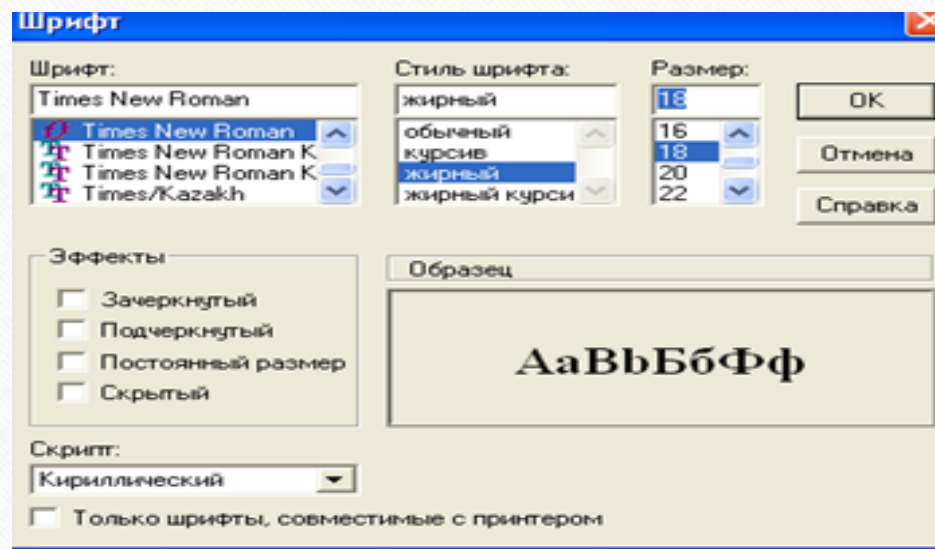 Шрифт
Шрифт: Стиль шрифта: Размер:
Times New Roman жирный 18 OK
Times New Roman обычный 16
Times New Roman K курсив 18 Отмена
Times New Roman K жирный 20
Times/Kazakh жирный курси 22
Справка
Эффекты
Образец
Зачеркнутый
Подчеркнутый
Постоянный размер
Скрытый
АаBbБбФф
Скрипт:
Кириллический
Только шрифты, совместимые с принтером